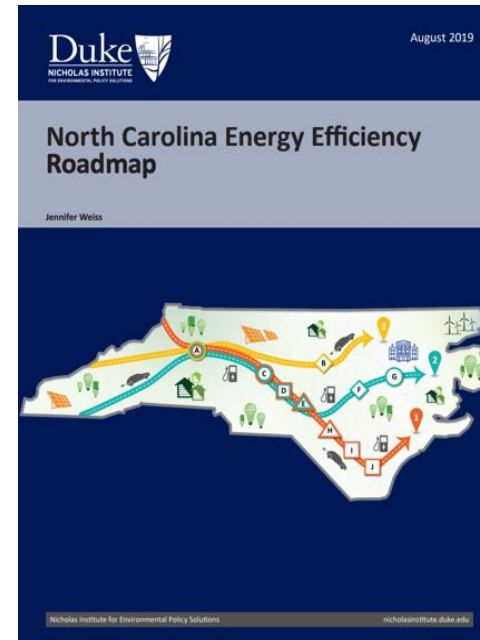 Duke
NICHOLAS INSTITUTE
FOR ENVIRONMENTAL POLICY SOLUTIONS
August 2019
North Carolina Energy Efficiency
Roadmap
Jennifer Weiss
3
A
B
2
C
G
D
F
E
1
H
I
J
Nicholas Institute for Environmental Policy Solutions
nicholasinstitute.duke.edu